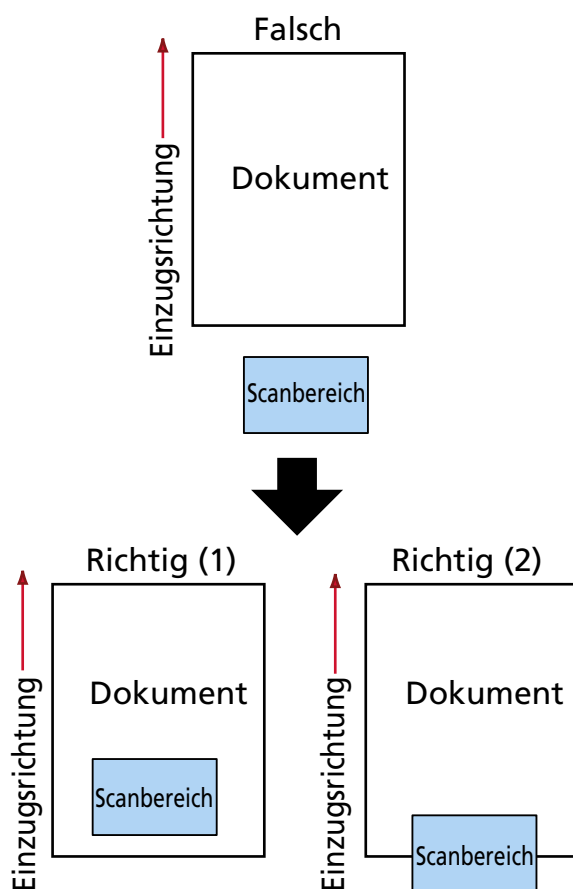 Falsch
Einzugsrichtung
Dokument
Scanbereich
Richtig (1)
Einzugsrichtung
Dokument
Scanbereich
Richtig (2)
Einzugsrichtung
Dokument
Scanbereich